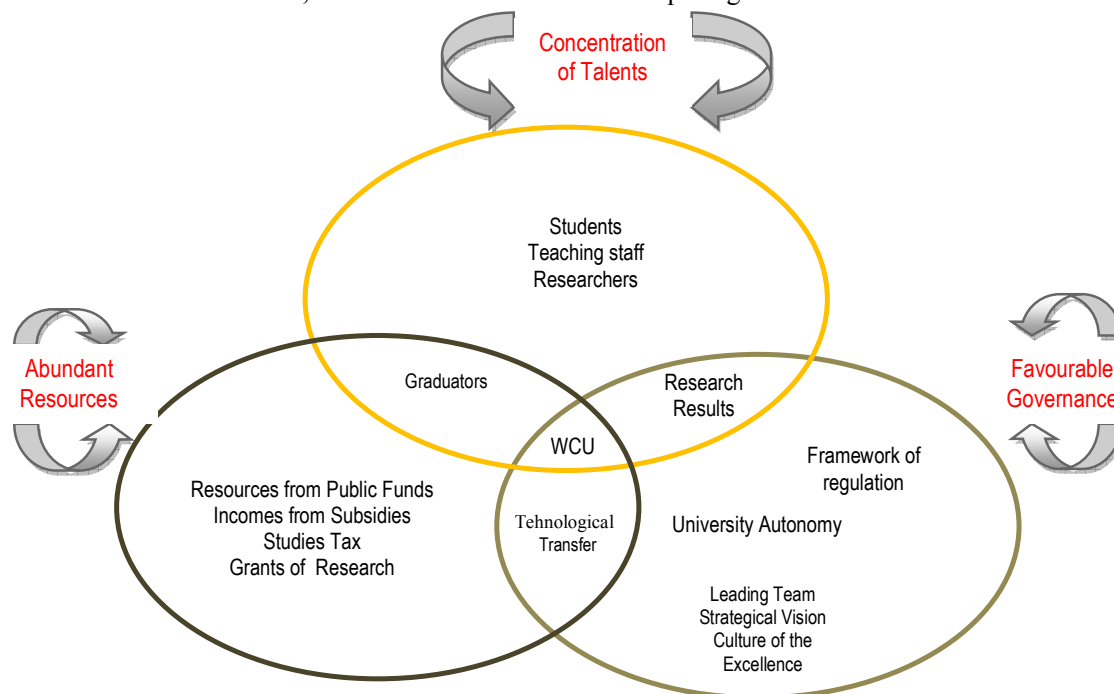 Concentration
of Talents
Students
Teaching staff
Researchers
Abundant
Resources
Favourable
Governance
Graduators
Research
Results
WCU
Framework of
regulation
Resources from Public Funds
Incomes from Subsidies
Studies Tax
Grants of Research
Tehnological
Transfer
University Autonomy
Leading Team
Strategical Vision
Culture of the
Excellence